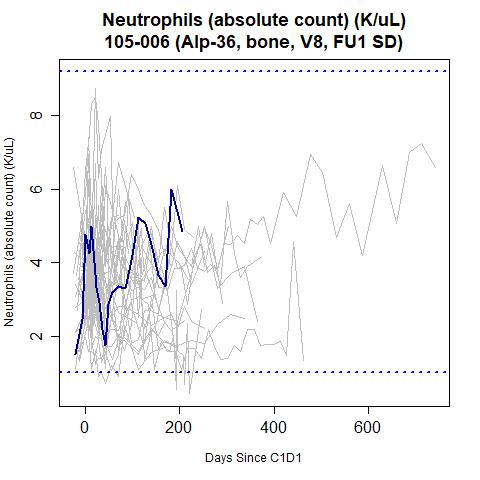 Neutrophils (absolute count) (K/uL)
105-006 (Alp-36, bone, V8, FU1 SD)
Neutrophils (absolute count) (K/uL)
8
6
4
2
0 200 400 600
Days Since C1D1